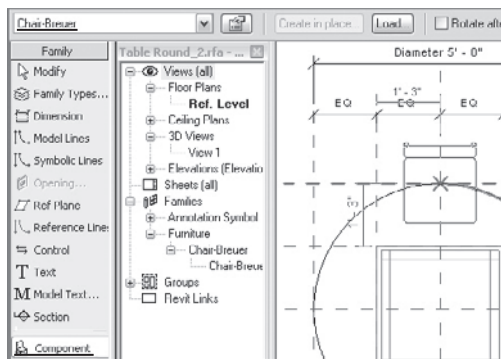 Chair-Breuer
Create in place...
Load...
Rotate afte
Family
Modify
Family Types...
Dimension
Model Lines
Symbolic Lines
Opening...
Ref Plane
Reference Line
Control
Text
Model Text...
Section
Component
Table Round_2.rfa - ...
Views (all)
Floor Plans
Ref. Level
Ceiling Plans
3D Views
View 1
Elevations (Elevatio
Sheets (all)
Families
Annotation Symbol
Furniture
Chair-Breuer
Chair-Breue
Groups
Revit Links
Diameter 5' - 0"
1' - 3"
EQ
EQ
EQ